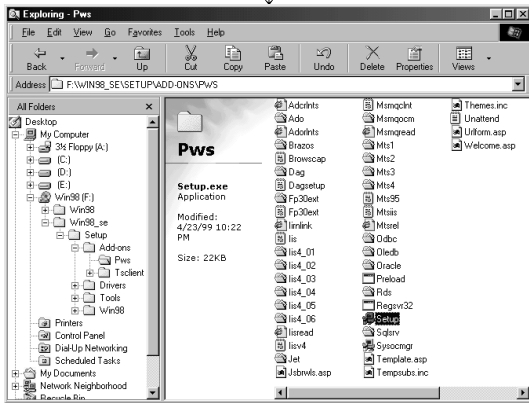 Exploring - Pws
File Edit View Go Favorites Tools Help
Back Forward Up Cut Copy Paste Undo Delete Properties Views
Address F:\WIN98_SE\SETUP\ADD-ONS\PWS
All Folders
Desktop
My Computer
3½ Floppy (A:)
(C:)
(D:)
(E:)
Win98 (F:)
Win98
Win98_se
Setup
Add-ons
Pws
Tsclient
Drivers
Tools
Win98
Printers
Control Panel
Dial-Up Networking
Scheduled Tasks
My Documents
Network Neighborhood
Recycle Bin
Pws
Setup.exe
Application
Modified:
4/23/99 10:22
PM
Size: 22KB
Adcrlnts
Ado
Adorlnts
Brazos
Browscap
Dag
Dagsetup
Fp30ext
Fp30ext
Iimlink
Iis
Iis4_01
Iis4_02
Iis4_03
Iis4_04
Iis4_05
Iis4_06
Iisread
Iisv4
Jet
Jsbrwls.asp
Msmqclnt
Msmqocm
Msmqread
Mts1
Mts2
Mts3
Mts4
Mts95
Mtsiis
Mtsrel
Odbc
Oledb
Oracle
Preload
Rds
Regsvr32
Setup
Sqlsrv
Sysocmgr
Template.asp
Tempsubs.inc
Themes.inc
Unattend
Urlform.asp
Welcome.asp